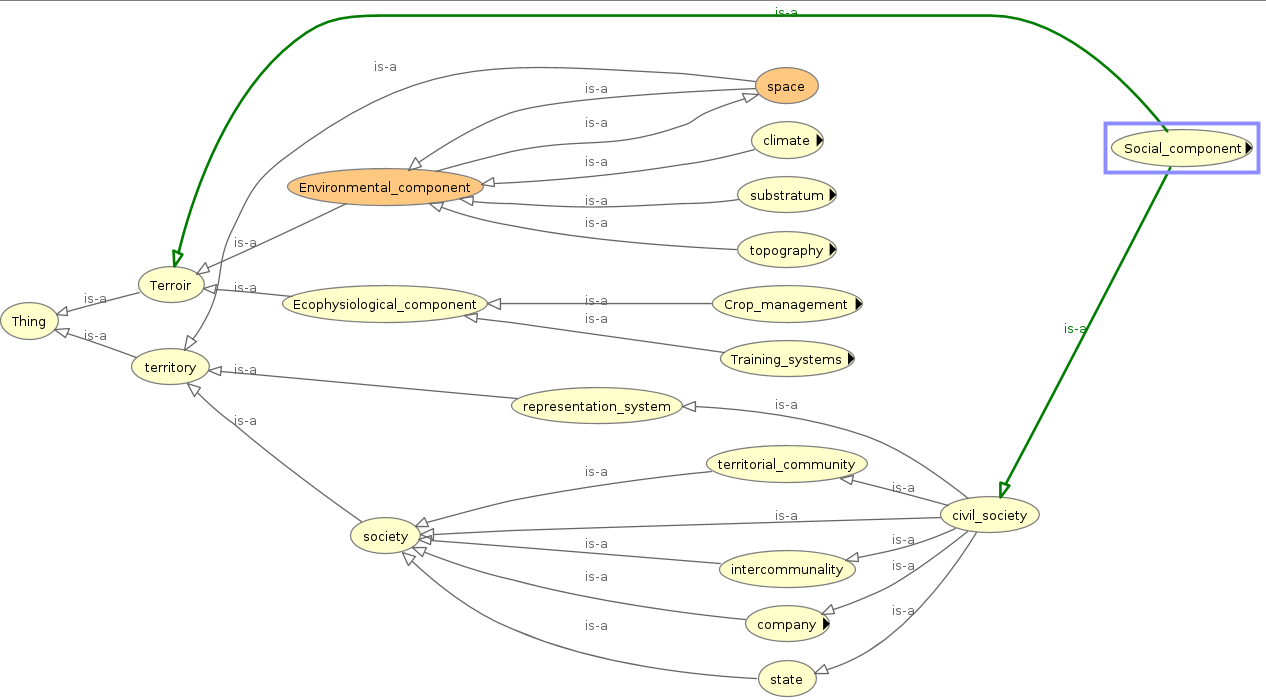 is-a
is-a
space
is-a
is-a
climate
Social_component
is-a
Environmental_component
substratum
is-a
is-a
is-a
topography
Terroir
is-a
is-a
Ecophysiological_component
is-a
Crop_management
Thing
is-a
is-a
is-a
Training_systems
territory
is-a
representation_system
is-a
is-a
territorial_community
is-a
is-a
civil_society
is-a
society
is-a
is-a
intercommunality
is-a
is-a
is-a
company
is-a
state